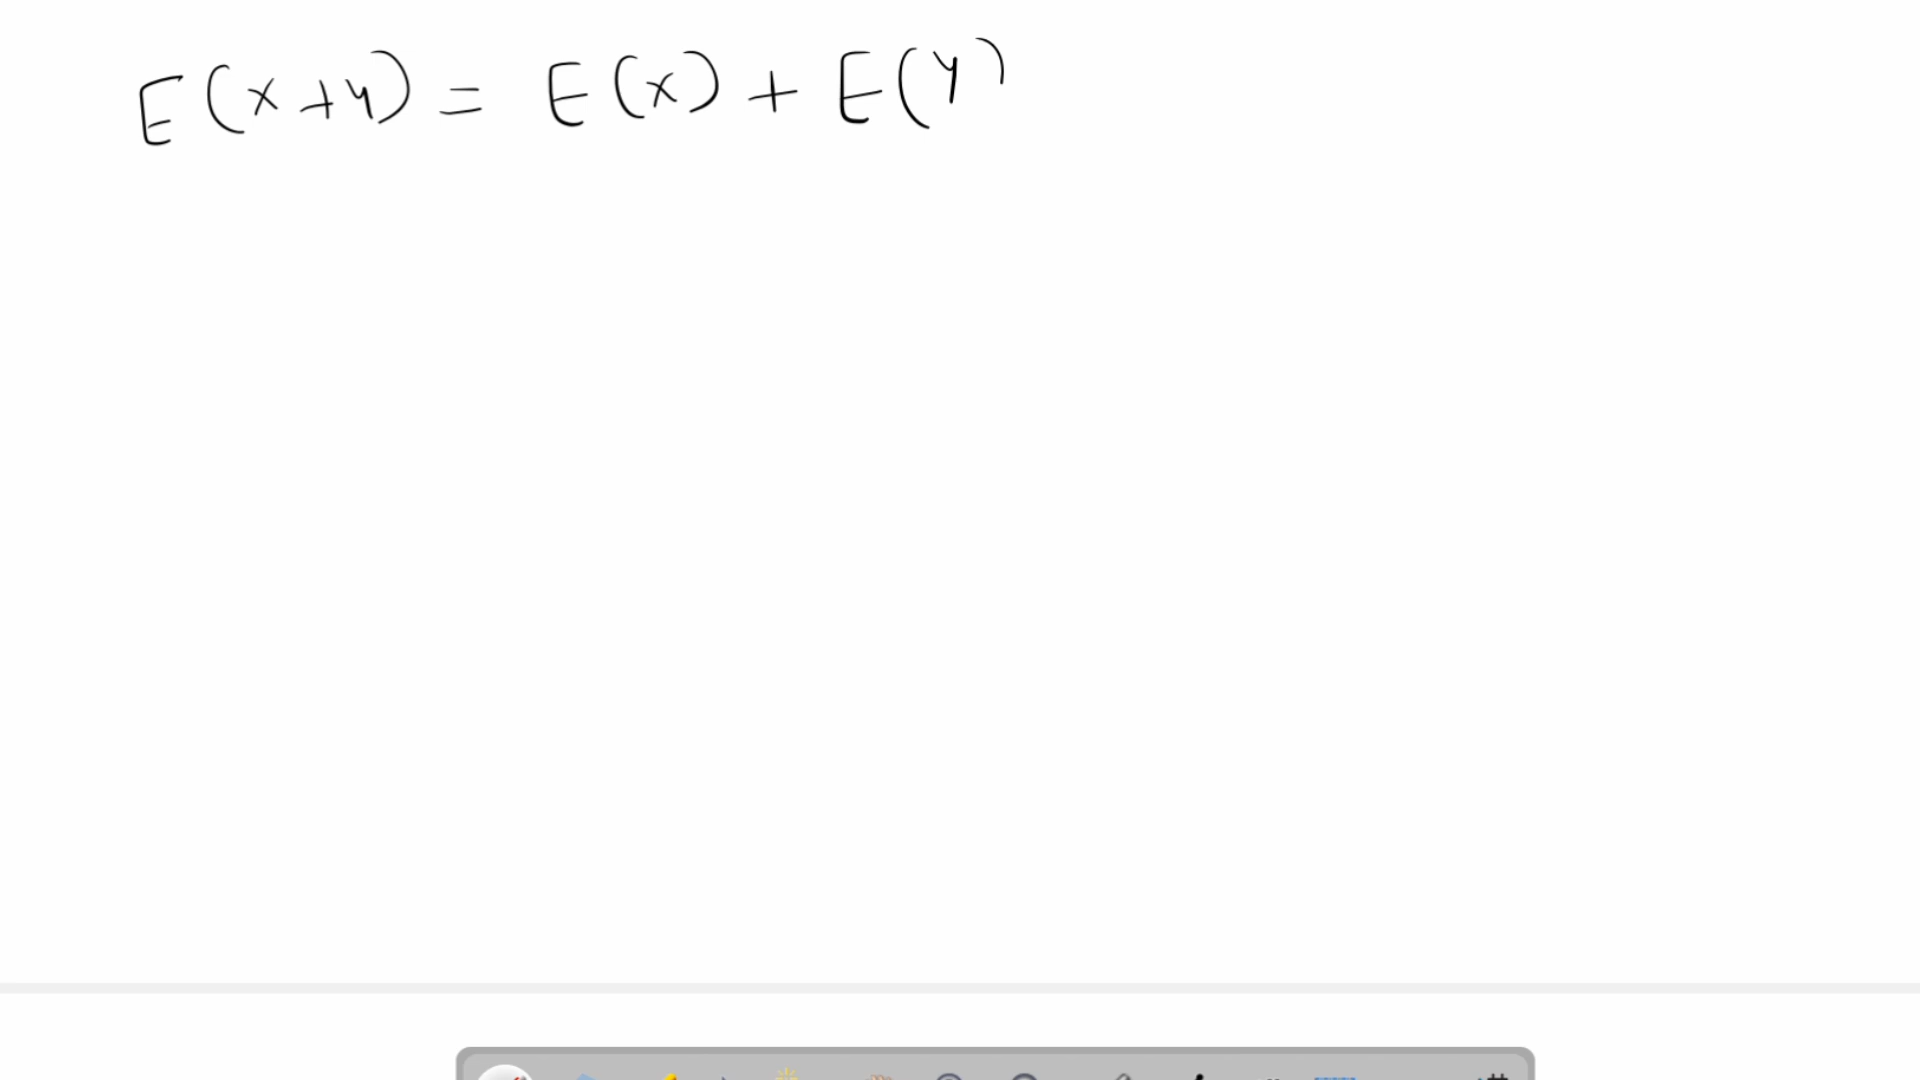 E(x+y) = E(x) + E(y)